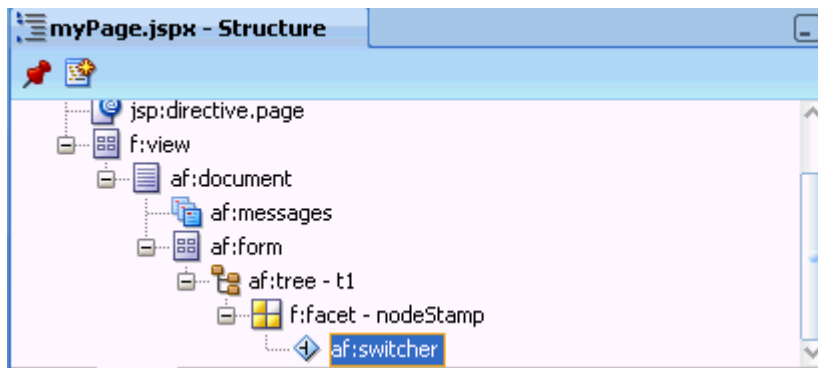 myPage.jspx - Structure
jsp:directive.page
f:view
af:document
af:messages
af:form
af:tree - t1
f:facet - nodeStamp
af:switcher